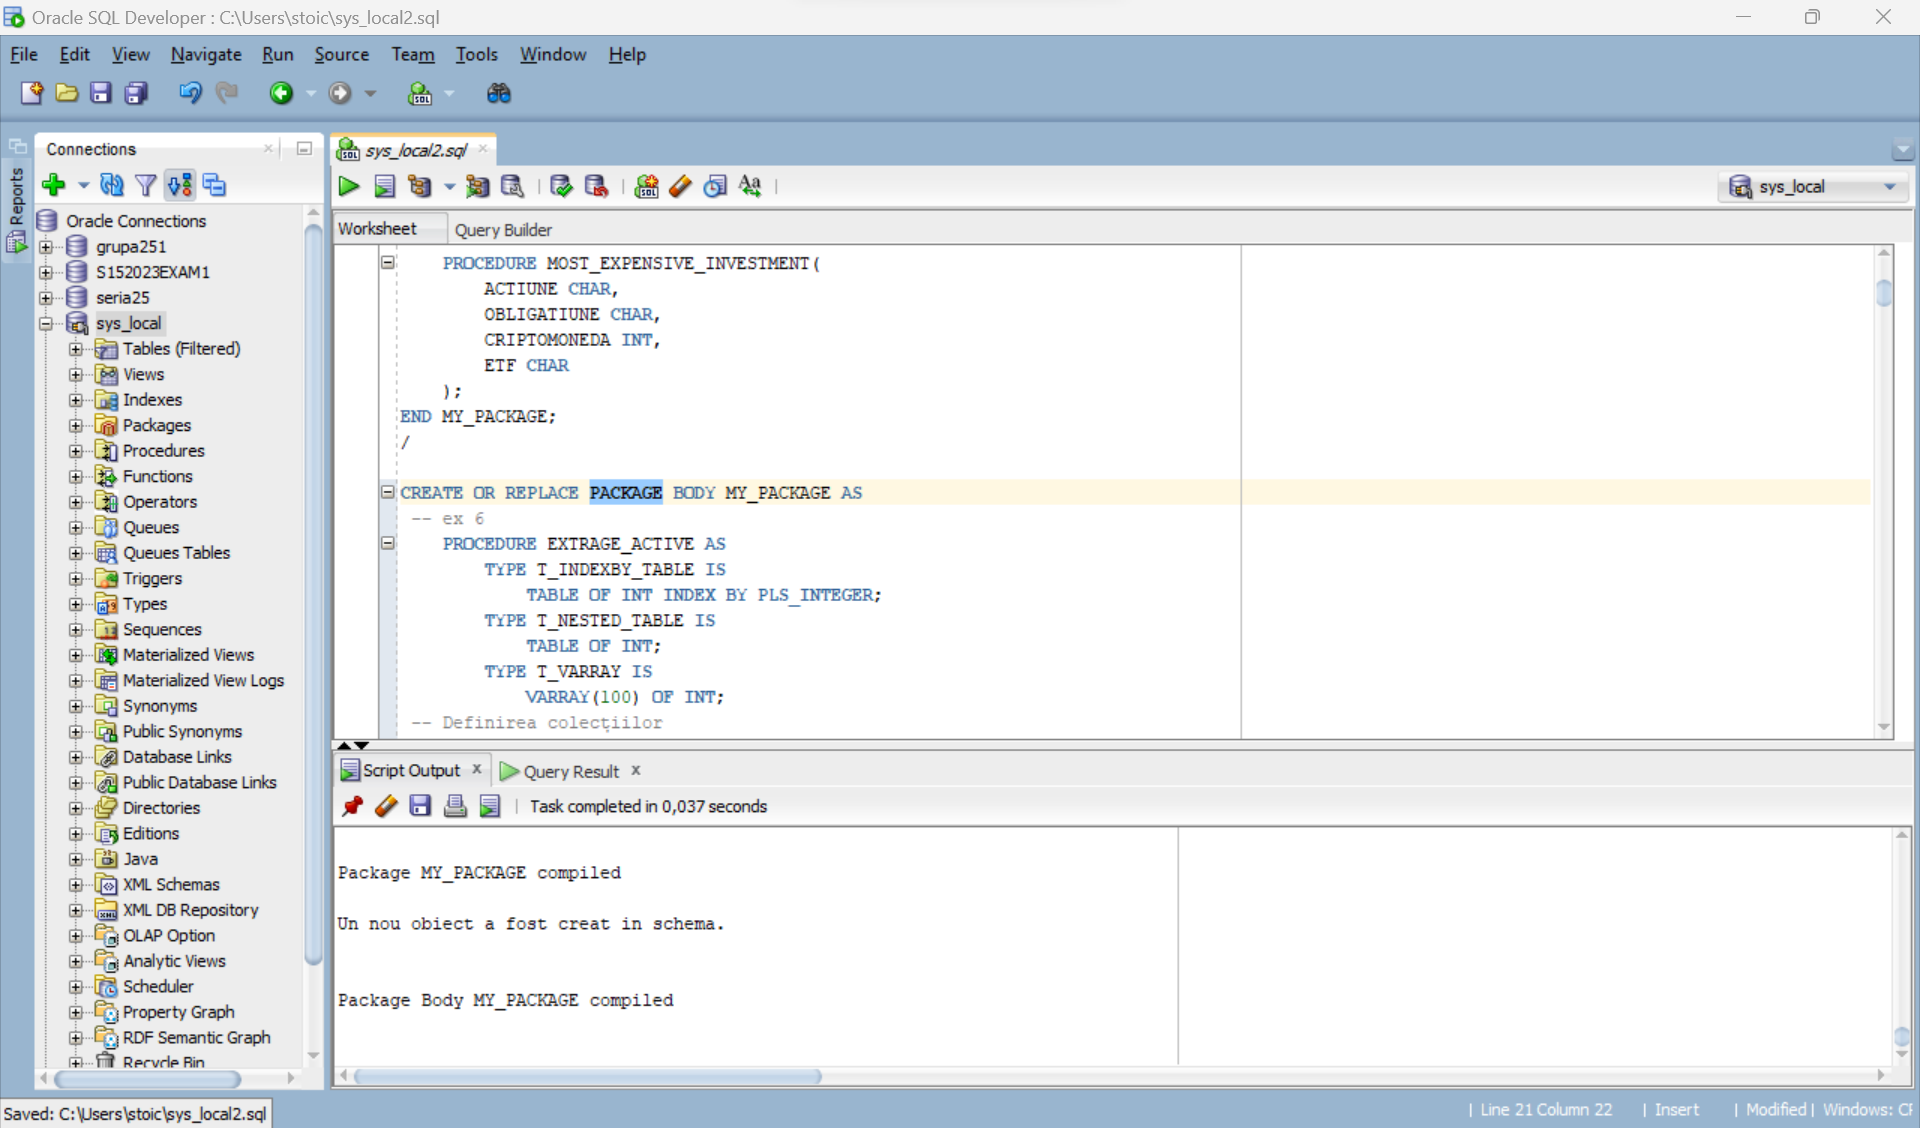 Oracle SQL Developer : C:\Users\stoic\sys_local2.sql
File Edit View Navigate Run Source Team Tools Window Help
Reports
Connections
Oracle Connections
grupa251
S152023EXAM1
seria25
sys_local
Tables (Filtered)
Views
Indexes
Packages
Procedures
Functions
Operators
Queues
Queues Tables
Triggers
Types
Sequences
Materialized Views
Materialized View Logs
Synonyms
Public Synonyms
Database Links
Public Database Links
Directories
Editions
Java
XML Schemas
XML DB Repository
OLAP Option
Analytic Views
Scheduler
Property Graph
RDF Semantic Graph
Recycle Bin
sys_local2.sql
sys_local
Worksheet Query Builder
PROCEDURE MOST_EXPENSIVE_INVESTMENT(
ACTIUNE CHAR,
OBLIGATIUNE CHAR,
CRIPTOMONEDA INT,
ETF CHAR
);
END MY_PACKAGE;
/
CREATE OR REPLACE PACKAGE BODY MY_PACKAGE AS
-- ex 6
PROCEDURE EXTRAGE_ACTIVE AS
TYPE T_INDEXBY_TABLE IS
TABLE OF INT INDEX BY PLS_INTEGER;
TYPE T_NESTED_TABLE IS
TABLE OF INT;
TYPE T_VARRAY IS
VARRAY(100) OF INT;
-- Definirea colecțiilor
Script Output Query Result
Task completed in 0,037 seconds
Package MY_PACKAGE compiled
Un nou obiect a fost creat in schema.
Package Body MY_PACKAGE compiled
Saved: C:\Users\stoic\sys_local2.sql
| Line 21 Column 22 | Insert | Modified | Windows: